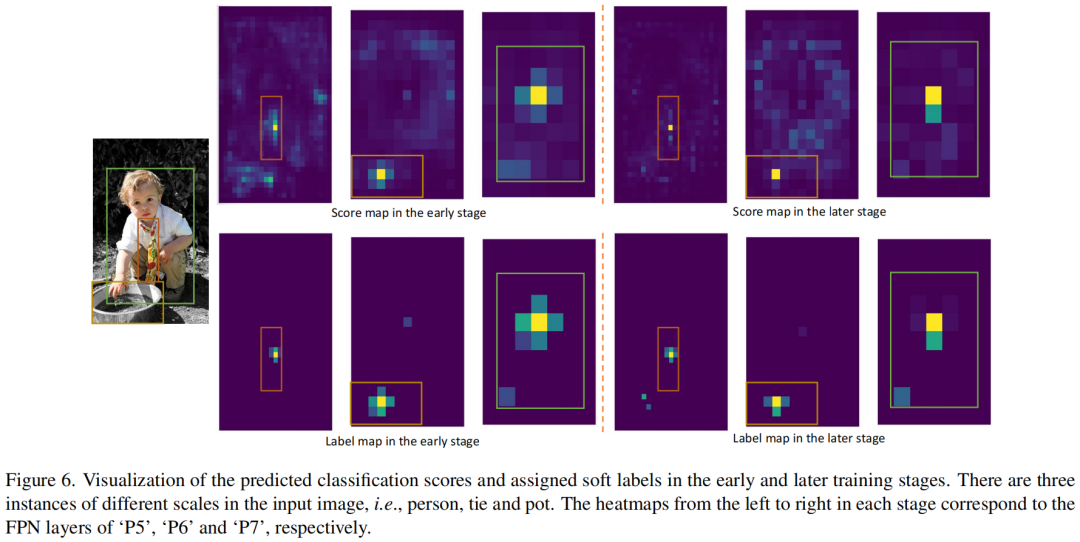 Score map in the early stage
Score map in the later stage
Label map in the early stage
Label map in the later stage
Figure 6. Visualization of the predicted classification scores and assigned soft labels in the early and later training stages. There are three
instances of different scales in the input image, i.e., person, tie and pot. The heatmaps from the left to right in each stage correspond to the
FPN layers of ‘P5’, ‘P6’ and ‘P7’, respectively.